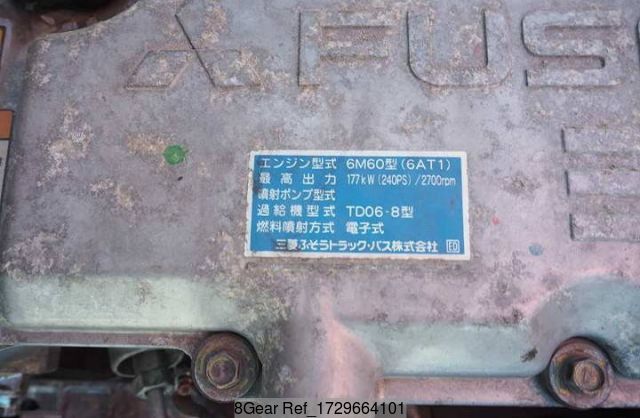 FUS
エンジン型式 6M60型(6AT1)
最高出力 177kW(240PS)/2700rpm
噴射ポンプ型式
過給機型式 TD06-8型
燃料噴射方式 電子式
三菱ふそうトラック・バス株式会社 ED
8Gear Ref_1729664101